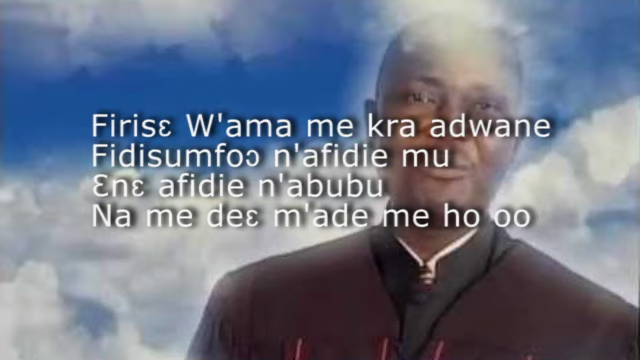 Firisɛ W'ama me kra adwane
Fidisumfoɔ n'afidie mu
Ɛnɛ afidie n'abubu
Na me deɛ m'ade me ho oo